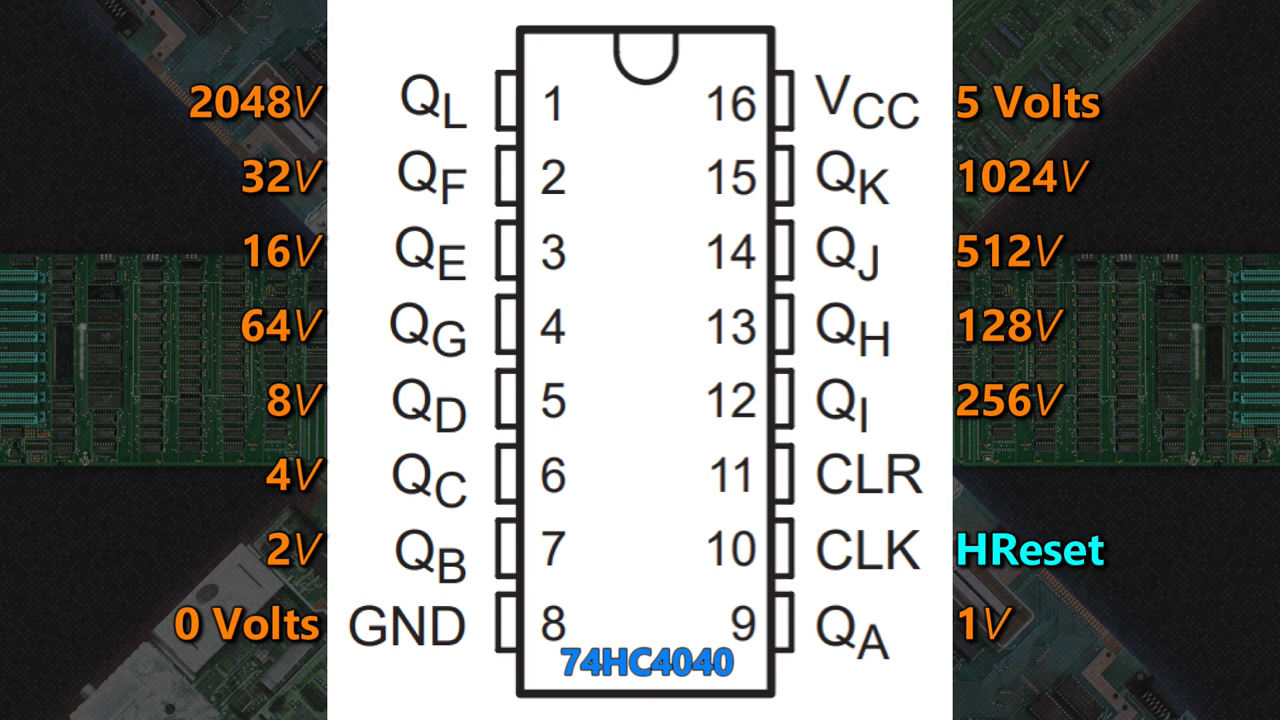 2048V QL 1 16 VCC 5 Volts
32V QF 2 15 QK 1024V
16V QE 3 14 QJ 512V
64V QG 4 13 QH 128V
8V QD 5 12 QI 256V
4V QC 6 11 CLR
2V QB 7 10 CLK HReset
0 Volts GND 8 9 QA 1V
74HC4040